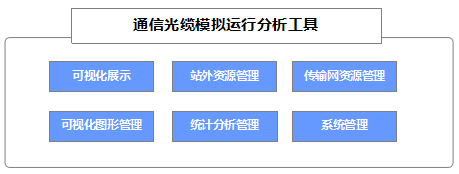 通信光缆模拟运行分析工具
可视化展示
站外资源管理
传输网资源管理
可视化图形管理
统计分析管理
系统管理